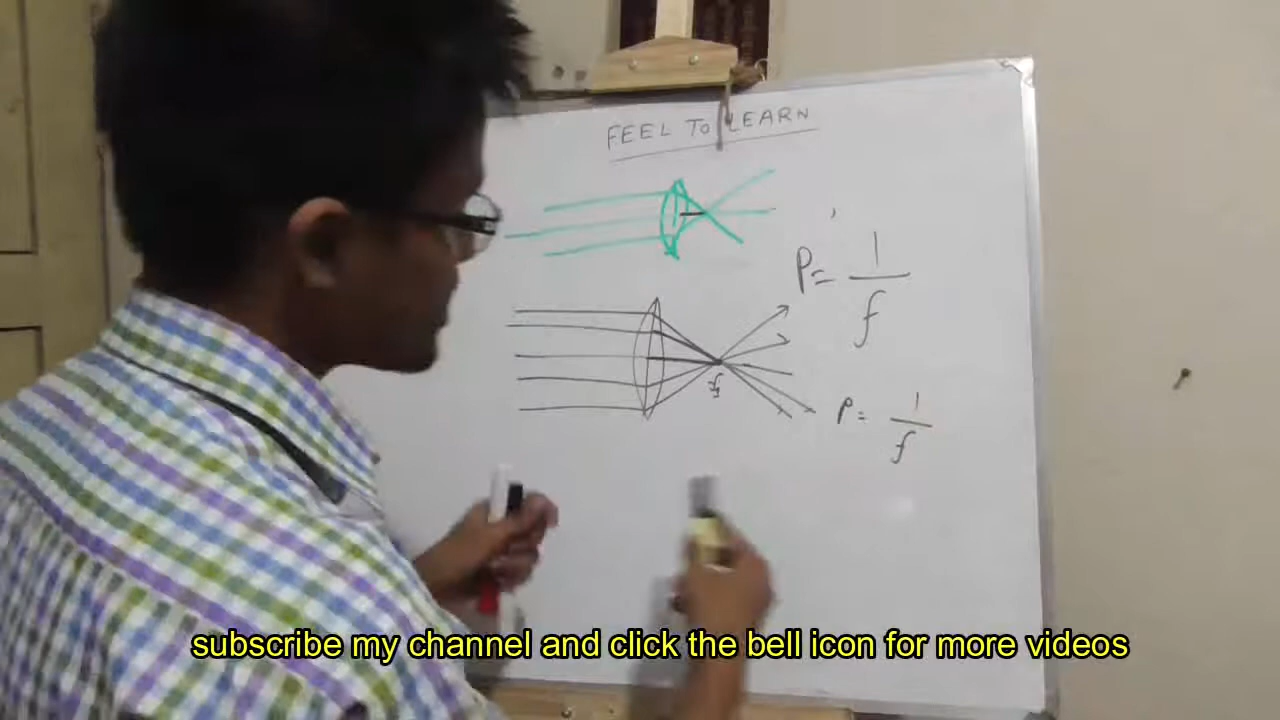 FEEL TO LEARN
P = 1/f
f
P = 1/f
subscribe my channel and click the bell icon for more videos